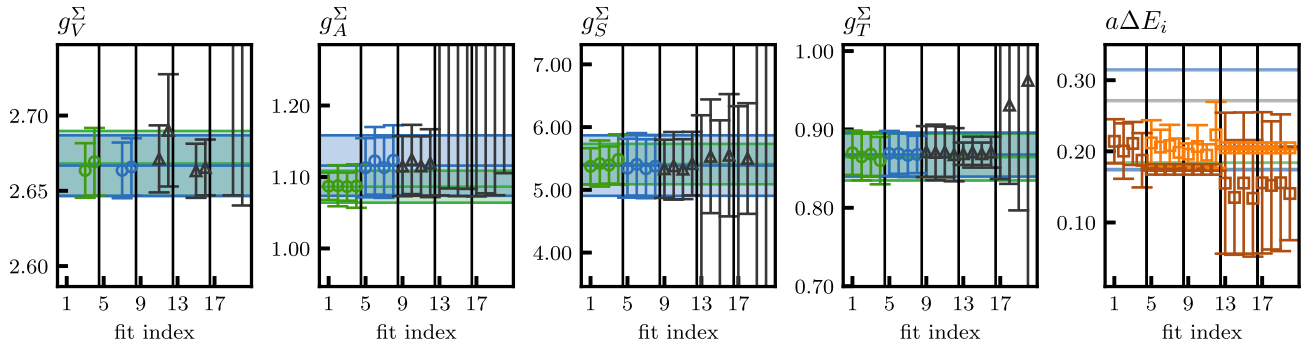 g_V^Σ g_A^Σ g_S^Σ g_T^Σ aΔE_i
2.70
2.65
2.60
1 5 9 13 17
fit index
1.20
1.10
1.00
1 5 9 13 17
fit index
7.00
6.00
5.00
4.00
1 5 9 13 17
fit index
1.00
0.90
0.80
0.70
1 5 9 13 17
fit index
0.30
0.20
0.10
1 5 9 13 17
fit index